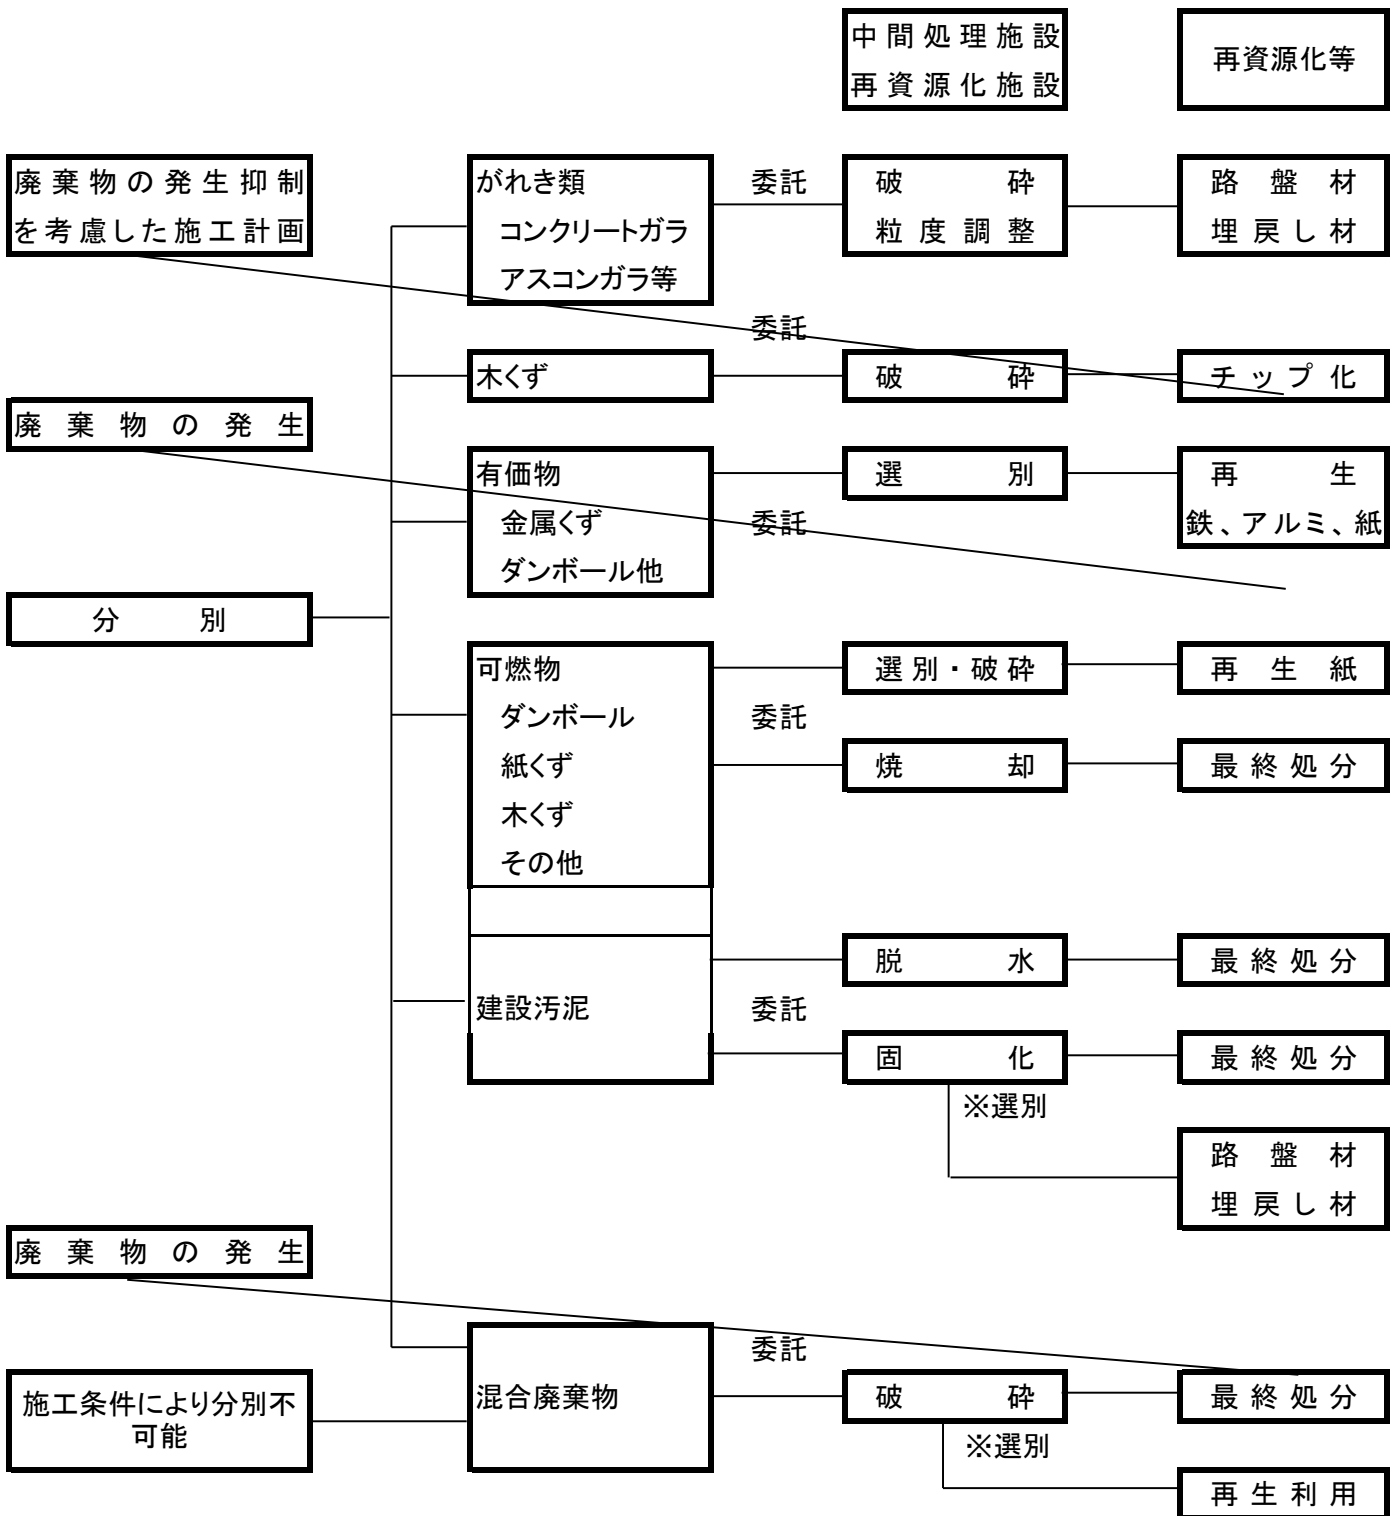 中間処理施設
再資源化施設
再資源化等
廃棄物の発生抑制
を考慮した施工計画
がれき類
コンクリートガラ
アスコンガラ等
委託
破砕
粒度調整
路盤材
埋戻し材
委託
木くず
破砕
チップ化
廃棄物の発生
有価物
金属くず
ダンボール他
選別
委託
再生
鉄、アルミ、紙
分別
可燃物
ダンボール
紙くず
木くず
その他
選別・破砕
再生紙
委託
焼却
最終処分
脱水
最終処分
建設汚泥
委託
固化
最終処分
※選別
路盤材
埋戻し材
廃棄物の発生
委託
施工条件により分別不
可能
混合廃棄物
破砕
最終処分
※選別
再生利用